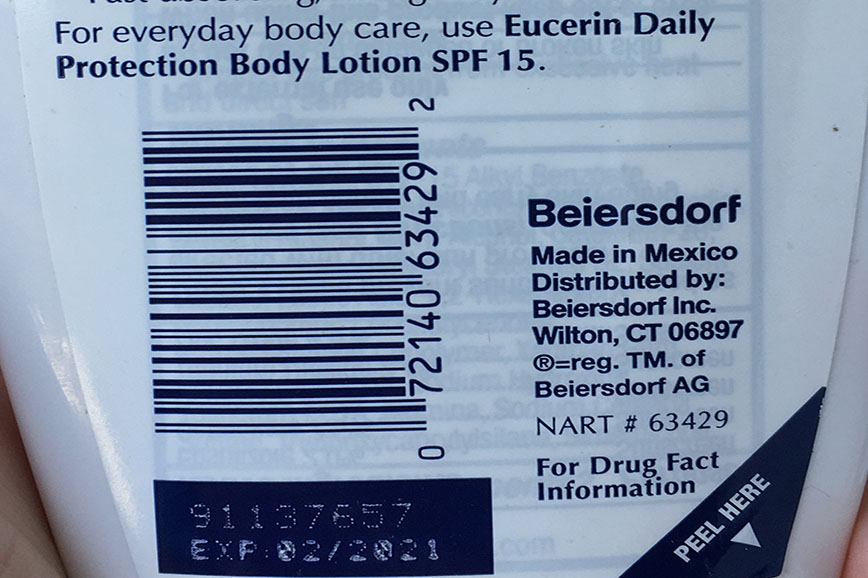 For everyday body care, use Eucerin Daily
Protection Body Lotion SPF 15.
0 72140 63429 2
Beiersdorf
Made in Mexico
Distributed by:
Beiersdorf Inc.
Wilton, CT 06897
®=reg. TM. of
Beiersdorf AG
NART # 63429
For Drug Fact
Information
PEEL HERE
91137657
EXP:02/2021